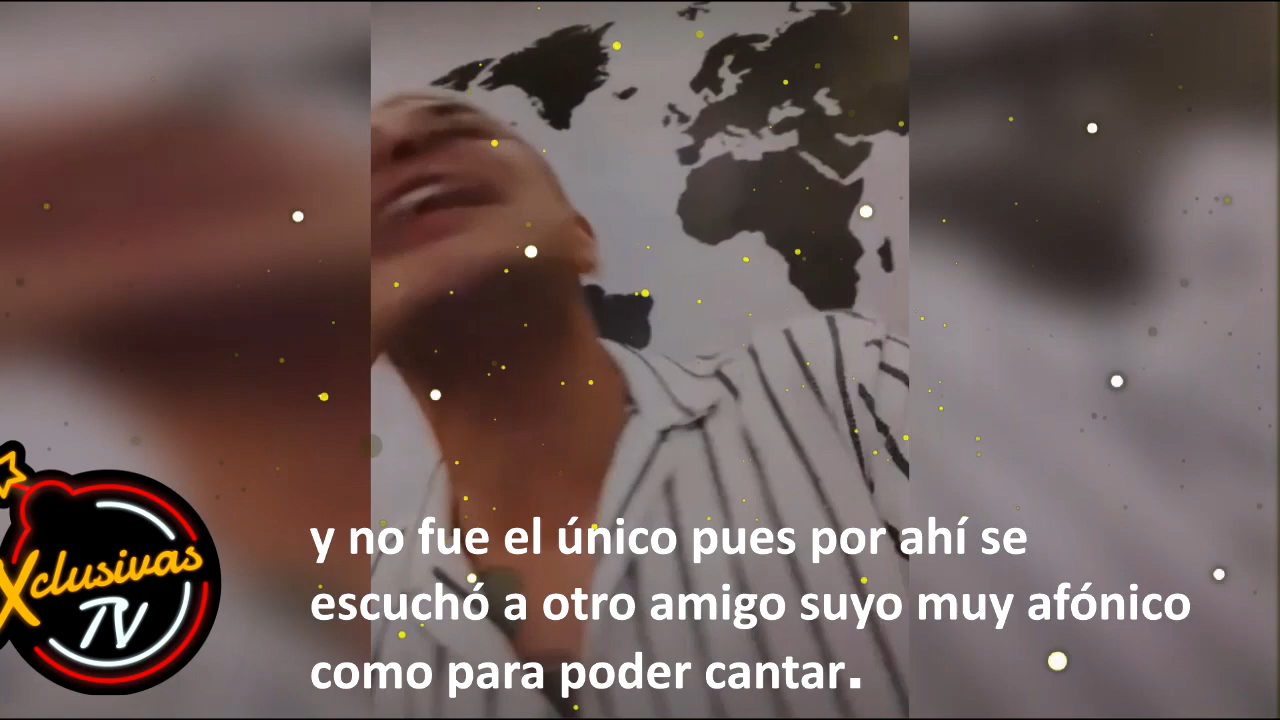 Xclusivas
TV
y no fue el único pues por ahí se
escuchó a otro amigo suyo muy afónico
como para poder cantar.